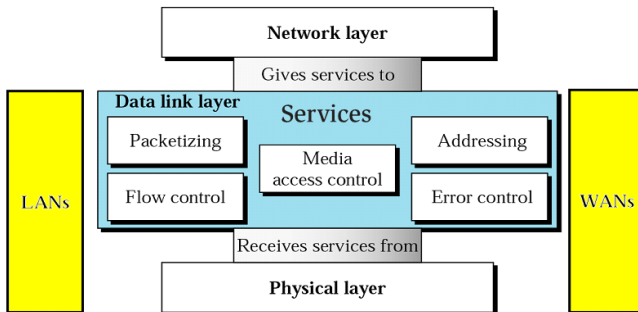 Network layer
Gives services to
Data link layer
Services
Packetizing
Addressing
Media
access control
Flow control
Error control
LANs
WANs
Receives services from
Physical layer